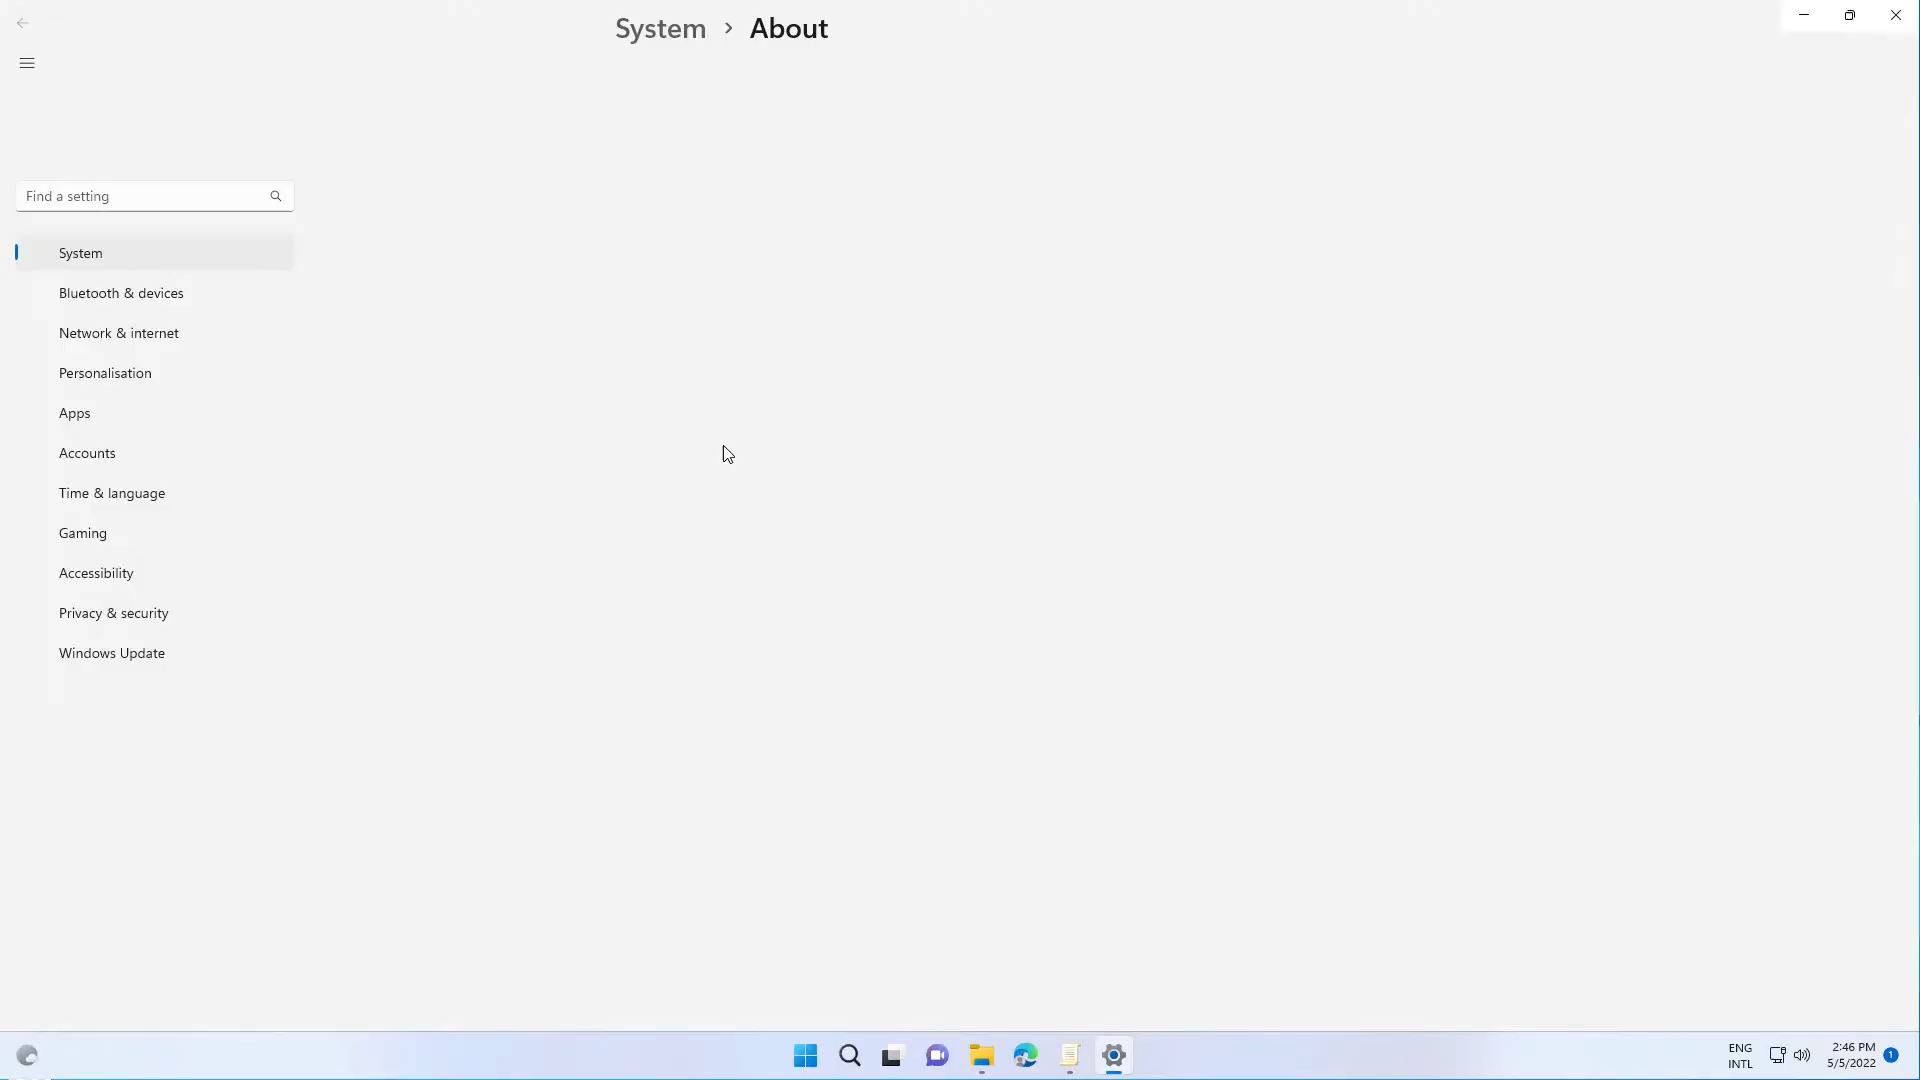 System > About
Find a setting
System
Bluetooth & devices
Network & internet
Personalisation
Apps
Accounts
Time & language
Gaming
Accessibility
Privacy & security
Windows Update
ENG
INTL
2:46 PM
5/5/2022
1